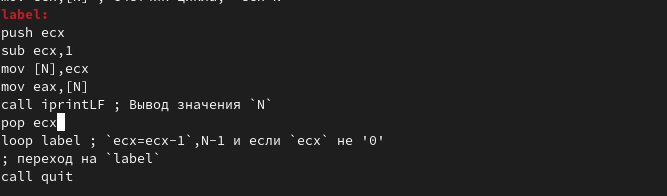 label:
push ecx
sub ecx,1
mov [N],ecx
mov eax,[N]
call iprintLF ; Вывод значения `N`
pop ecx
loop label ; `ecx=ecx-1`,N-1 и если `ecx` не '0'
; переход на `label`
call quit